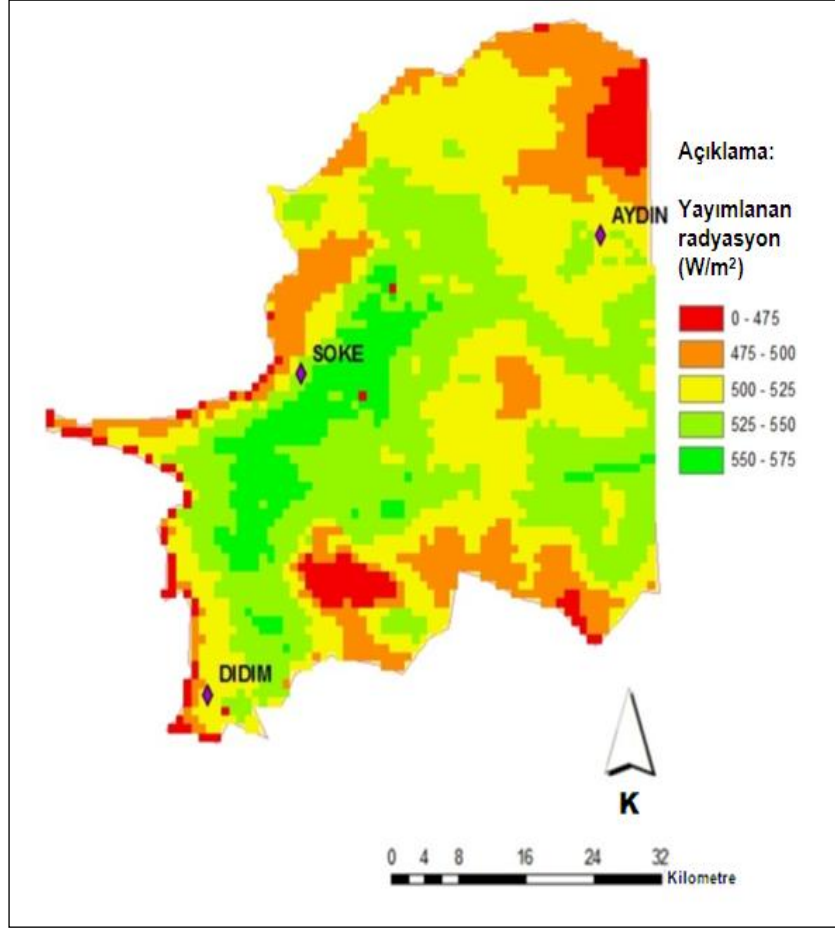 Açıklama:
Yayımlanan
radyasyon
(W/m²)
0 - 475
475 - 500
500 - 525
525 - 550
550 - 575
AYDIN
SOKE
DIDIM
K
0 4 8 16 24 32
Kilometre